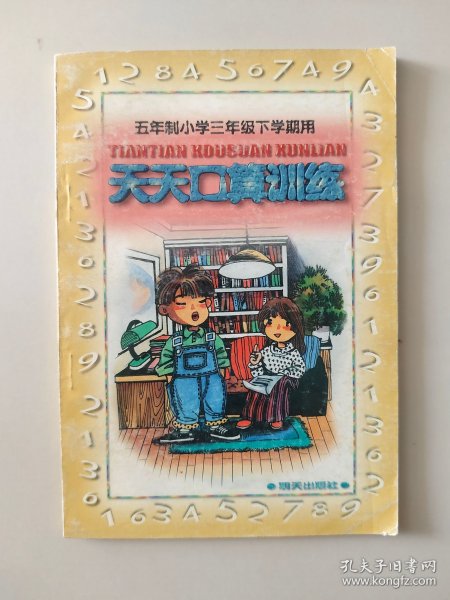 51284536749
五年制小学三年级下学期用
TIANTIAN KOUSUAN XUNLIAN
天天口算训练
明天出版社
163452789
孔夫子旧书网
www.kongfz.com